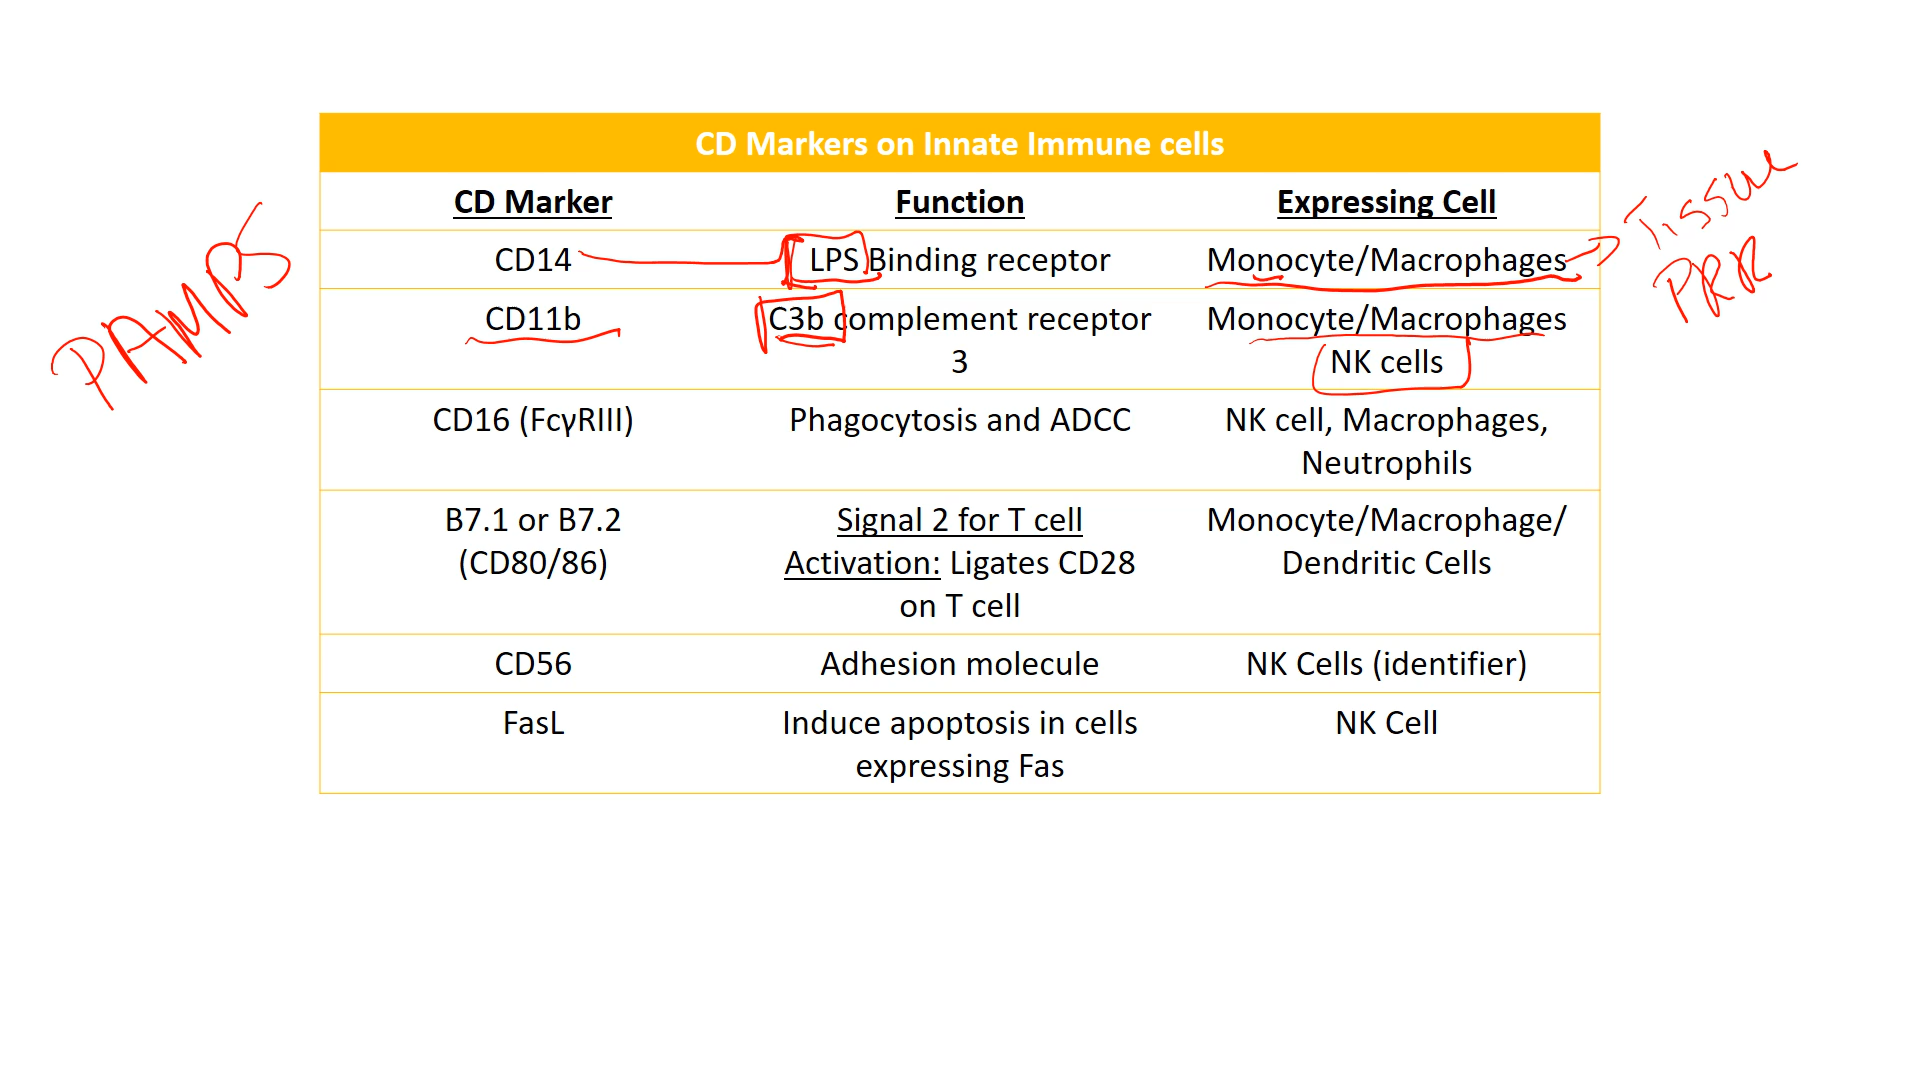 CD Markers on Innate Immune cells
CD Marker Function Expressing Cell
CD14 LPS Binding receptor Monocyte/Macrophages
CD11b C3b complement receptor Monocyte/Macrophages
3 NK cells
CD16 (FcγRIII) Phagocytosis and ADCC NK cell, Macrophages,
Neutrophils
B7.1 or B7.2 Signal 2 for T cell Monocyte/Macrophage/
(CD80/86) Activation: Ligates CD28 Dendritic Cells
on T cell
CD56 Adhesion molecule NK Cells (identifier)
FasL Induce apoptosis in cells NK Cell
expressing Fas
PAMPS
Tissue
PRR